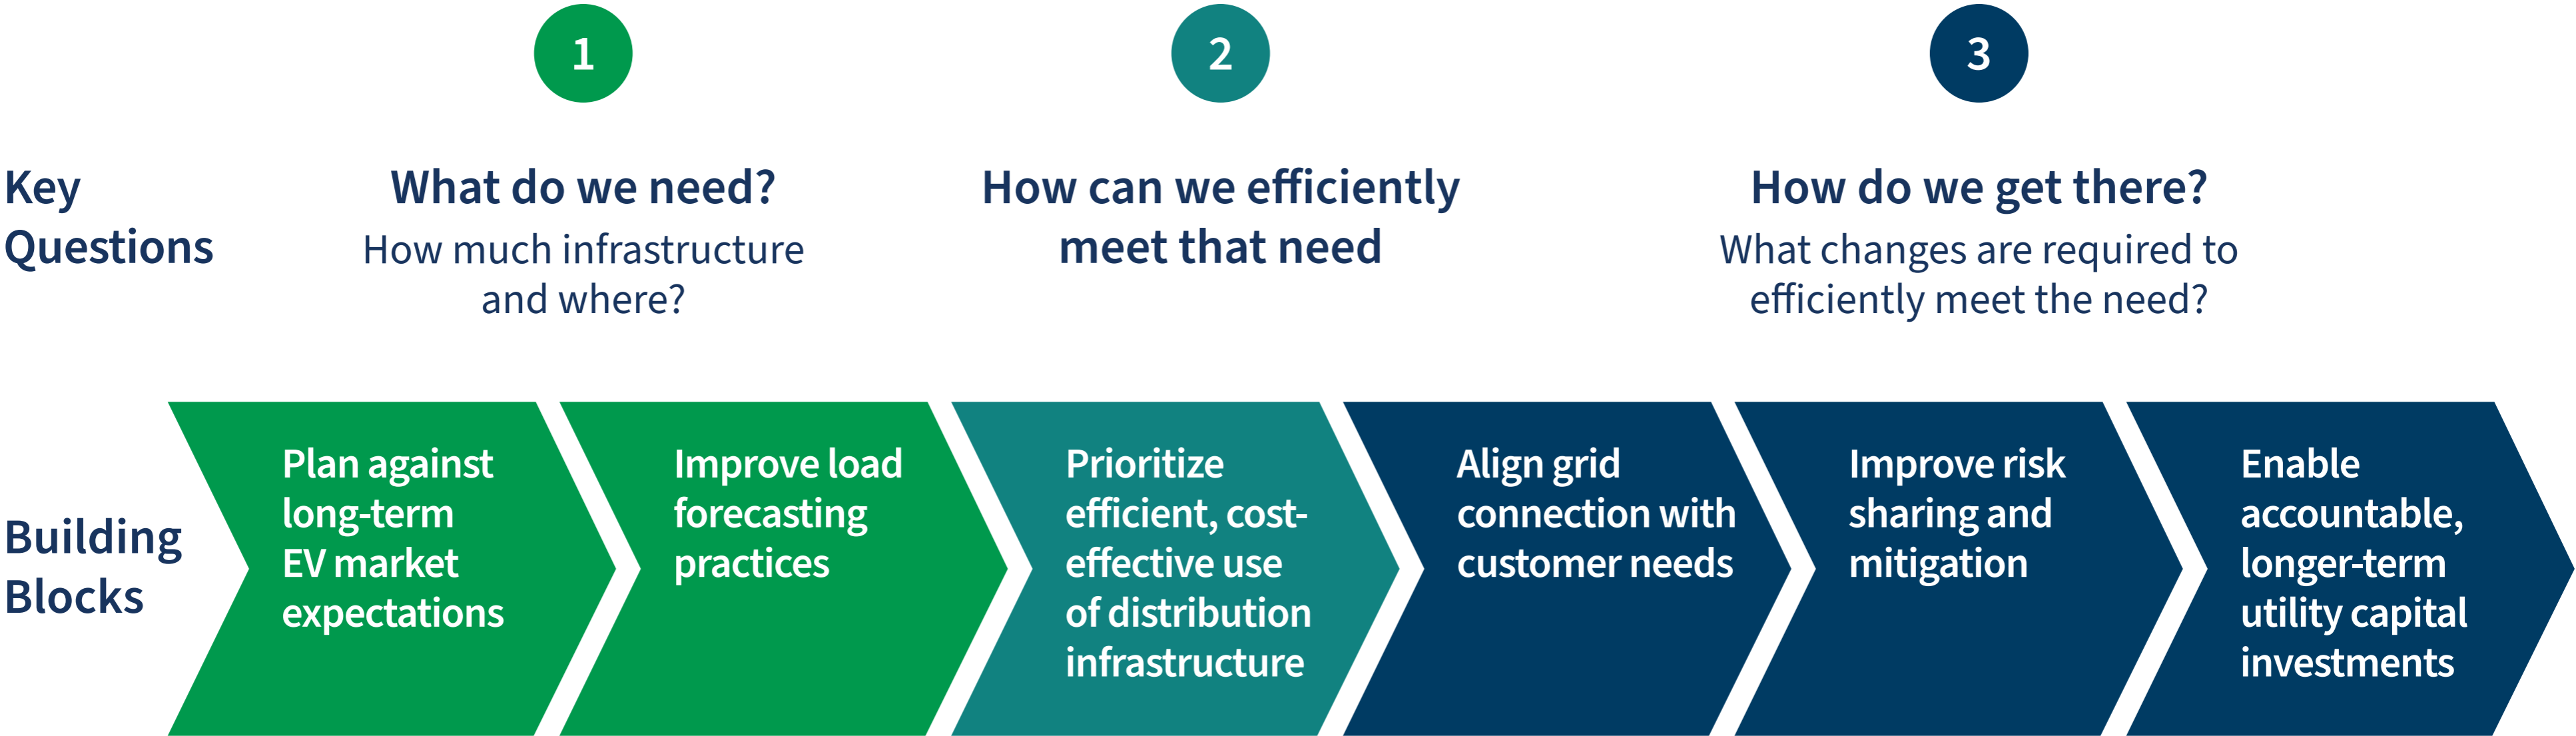 1
2
3
Key
Questions
What do we need?
How much infrastructure
and where?
How can we efficiently
meet that need
How do we get there?
What changes are required to
efficiently meet the need?
Building
Blocks
Plan against
long-term
EV market
expectations
Improve load
forecasting
practices
Prioritize
efficient, cost-
effective use
of distribution
infrastructure
Align grid
connection with
customer needs
Improve risk
sharing and
mitigation
Enable
accountable,
longer-term
utility capital
investments